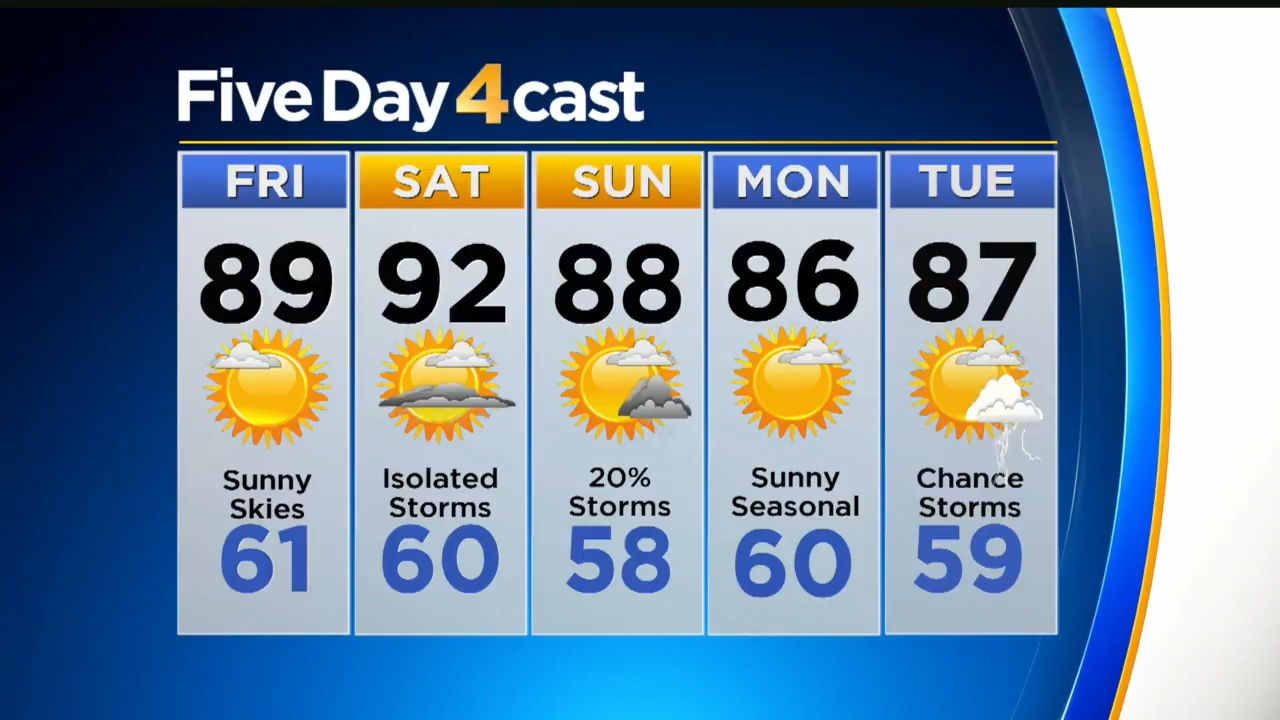 Five Day 4cast
FRI SAT SUN MON TUE
89 92 88 86 87
Sunny Isolated 20% Sunny Chance
Skies Storms Storms Seasonal Storms
61 60 58 60 59